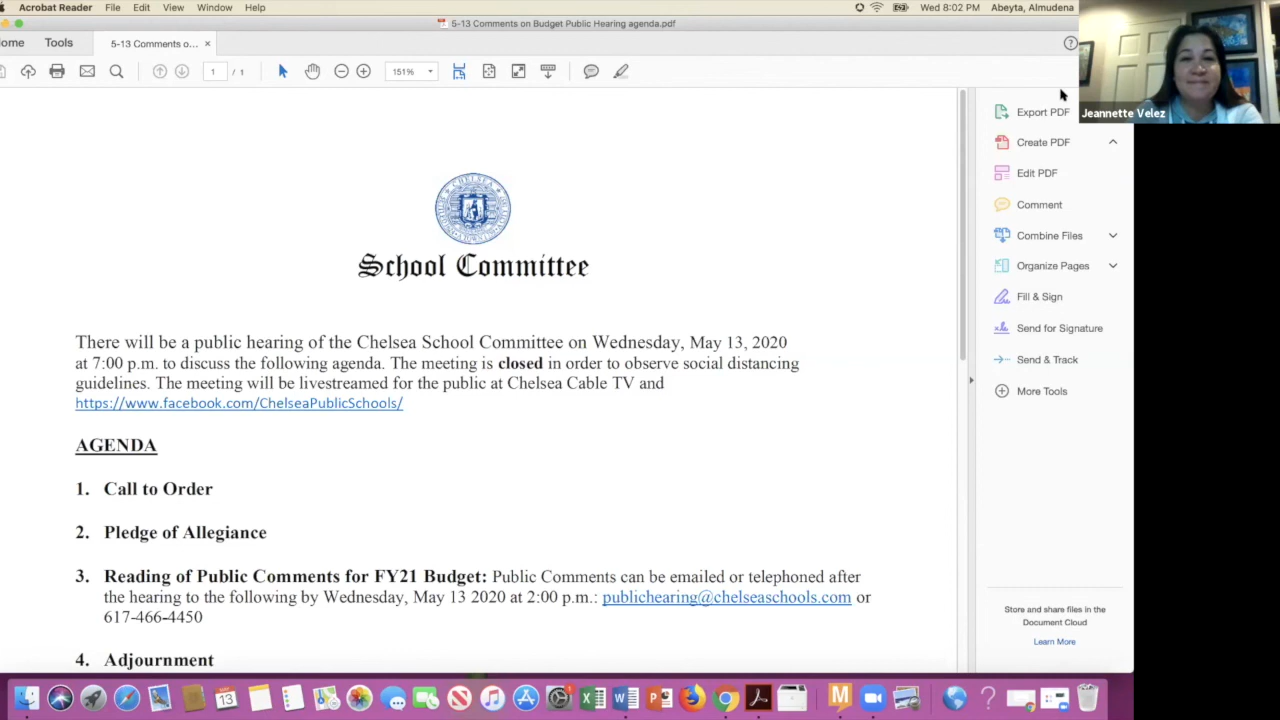 Acrobat Reader File Edit View Window Help Wed 8:02 PM Abeyta, Almudena
5-13 Comments on Budget Public Hearing agenda.pdf
ome Tools 5-13 Comments o... ×
1 / 1 151%
Jeannette Velez
Export PDF
Create PDF
Edit PDF
Comment
Combine Files
Organize Pages
Fill & Sign
Send for Signature
Send & Track
More Tools
Store and share files in the
Document Cloud
Learn More
CHELSEA
School Committee
There will be a public hearing of the Chelsea School Committee on Wednesday, May 13, 2020
at 7:00 p.m. to discuss the following agenda. The meeting is closed in order to observe social distancing
guidelines. The meeting will be livestreamed for the public at Chelsea Cable TV and
https://www.facebook.com/ChelseaPublicSchools/
AGENDA
1. Call to Order
2. Pledge of Allegiance
3. Reading of Public Comments for FY21 Budget: Public Comments can be emailed or telephoned after
the hearing to the following by Wednesday, May 13 2020 at 2:00 p.m.: publichearing@chelseaschools.com or
617-466-4450
4. Adjournment